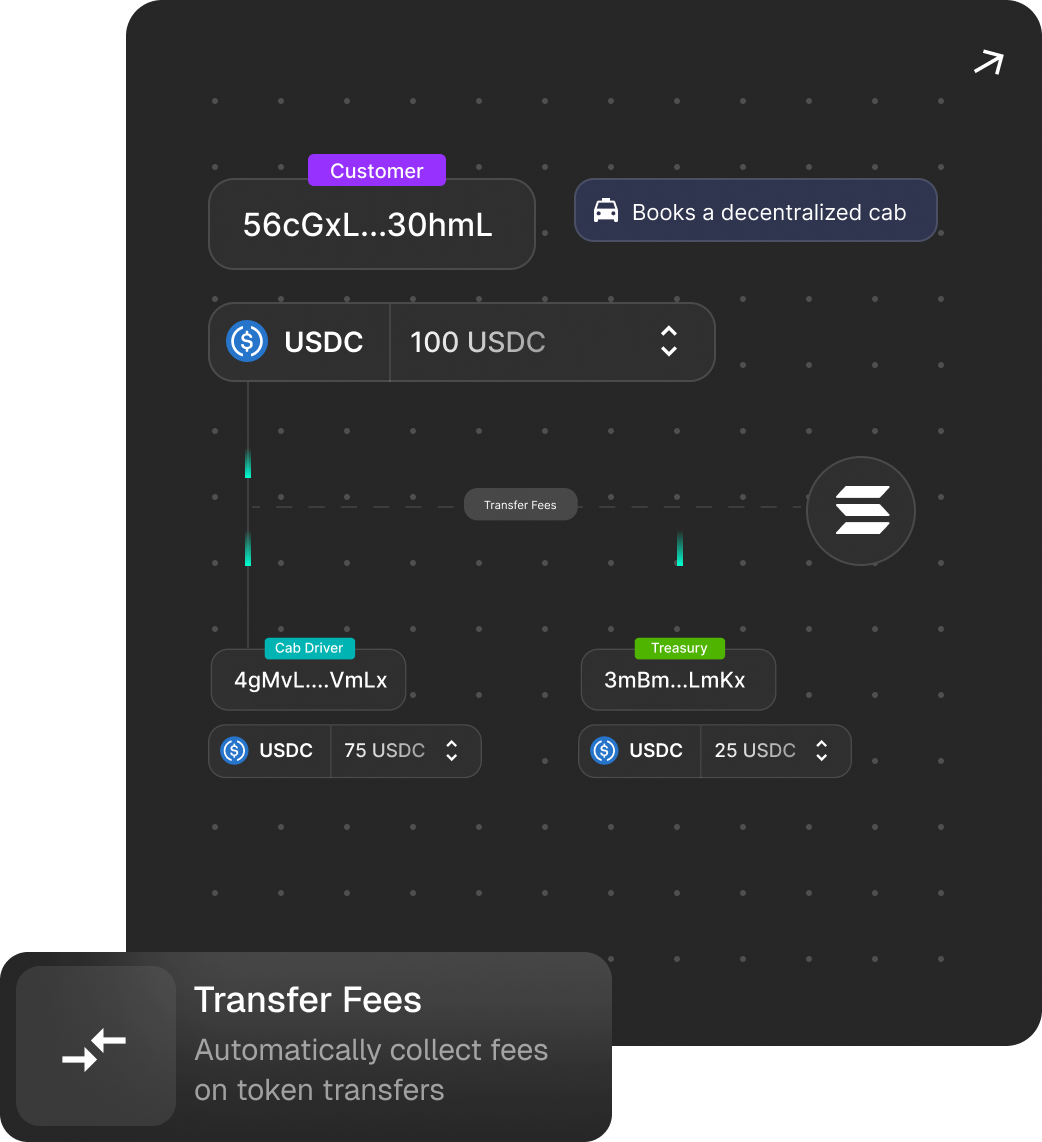 Customer
56cGxL...30hmL
Books a decentralized cab
USDC
100 USDC
Transfer Fees
Cab Driver
4gMvL....VmLx
USDC
75 USDC
Treasury
3mBm...LmKx
USDC
25 USDC
Transfer Fees
Automatically collect fees
on token transfers